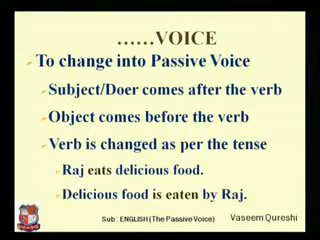 ......VOICE
To change into Passive Voice
Subject/Doer comes after the verb
Object comes before the verb
Verb is changed as per the tense
Raj eats delicious food.
Delicious food is eaten by Raj.
Sub : ENGLISH (The Passive Voice) Vaseem Qureshi